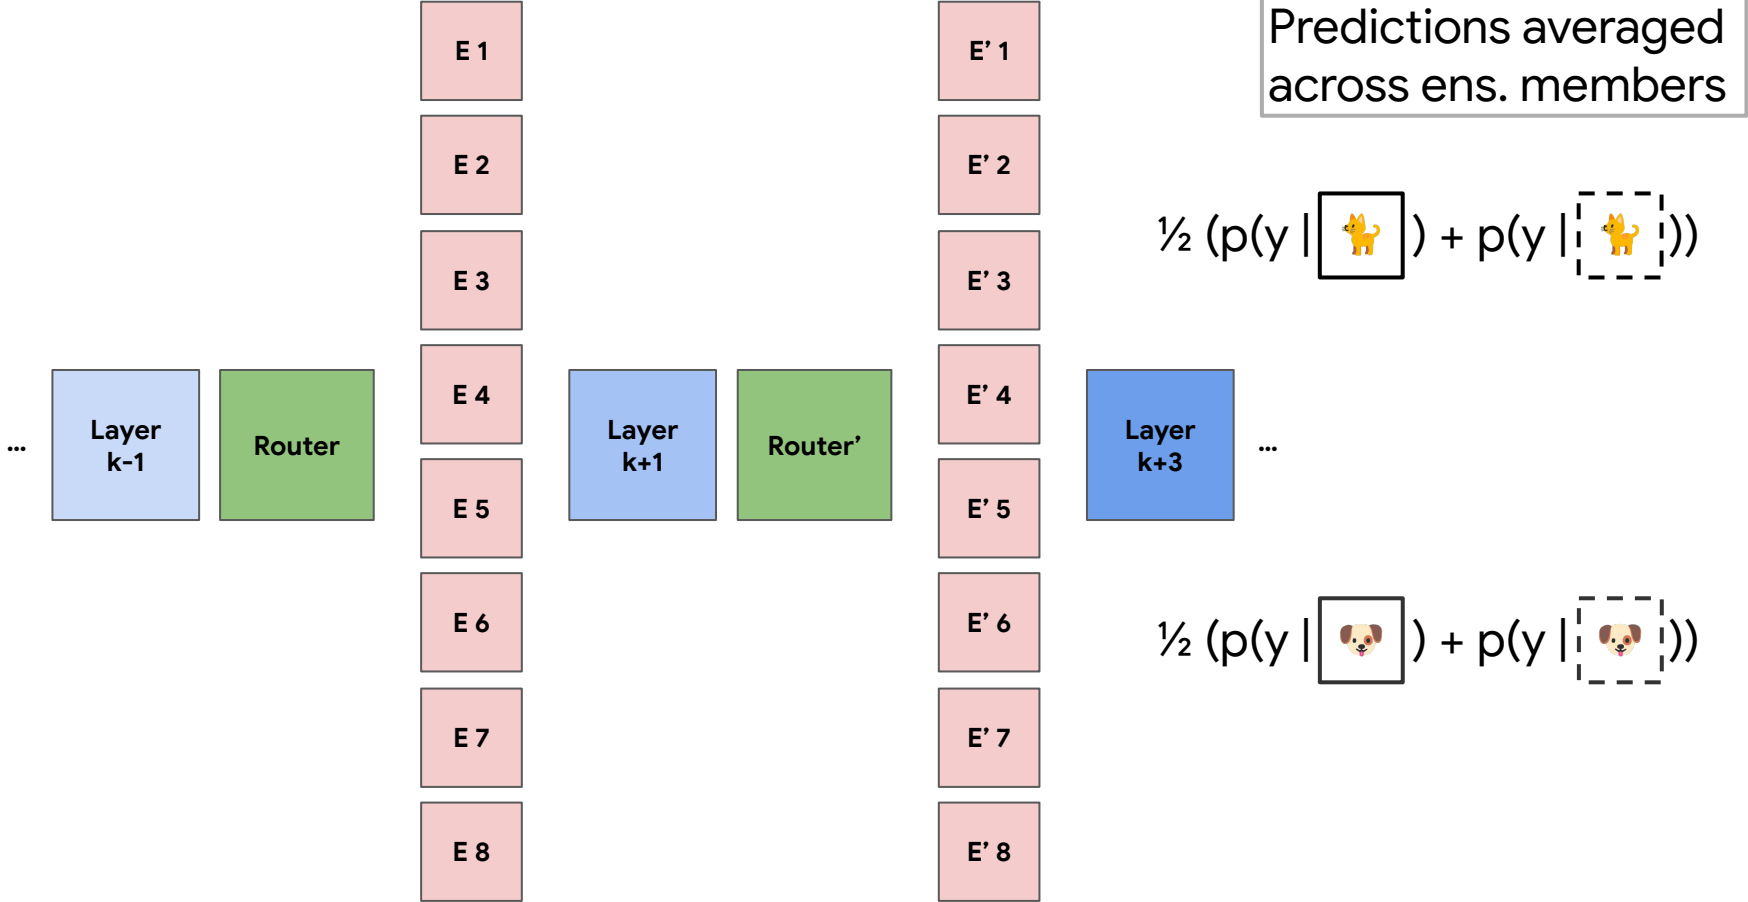 E 1
E 2
E 3
E 4
E 5
E 6
E 7
E 8
E’ 1
E’ 2
E’ 3
E’ 4
E’ 5
E’ 6
E’ 7
E’ 8
...
Layer
k-1
Router
Layer
k+1
Router’
Layer
k+3
...
Predictions averaged
across ens. members
½ (p(y | ) + p(y | ))
½ (p(y | ) + p(y | ))